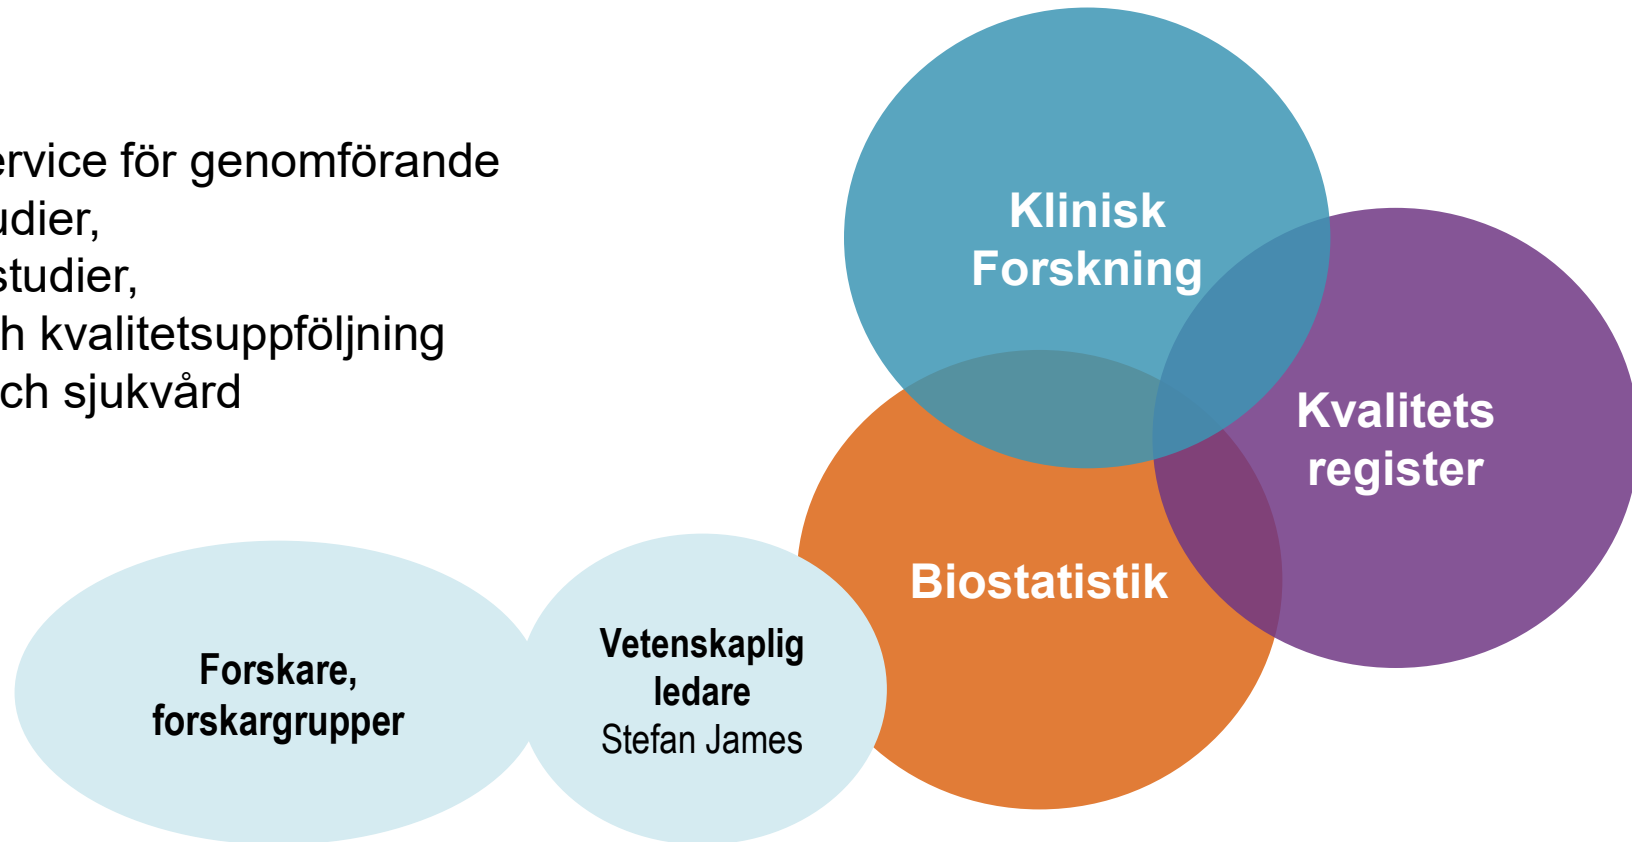 ervice för genomförande
udier,
studier,
h kvalitetsuppföljning
ch sjukvård
Klinisk
Forskning
Kvalitets
register
Biostatistik
Vetenskaplig
ledare
Stefan James
Forskare,
forskargrupper